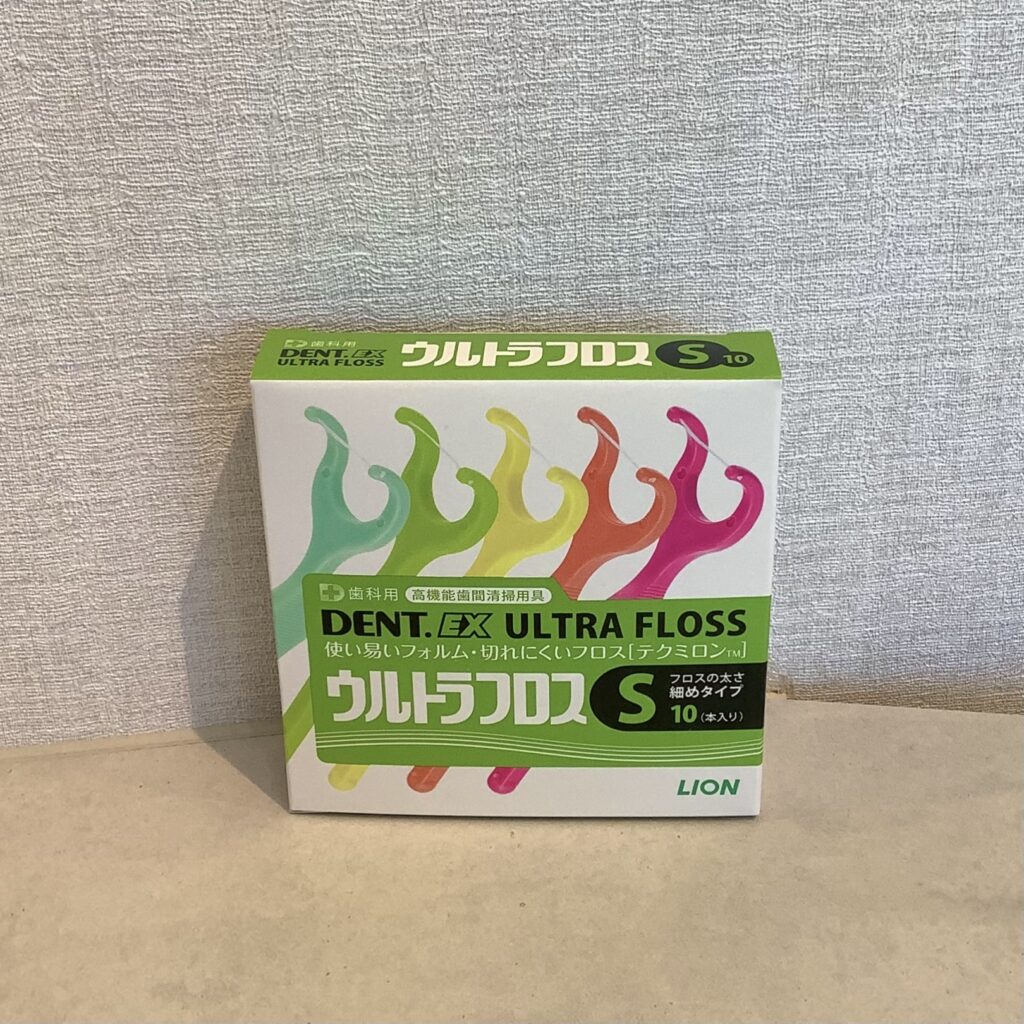 歯科用
DENT. EX ウルトラフロス S 10
ULTRA FLOSS
歯科用 高機能歯間清掃用具
DENT. EX ULTRA FLOSS
使い易いフォルム・切れにくいフロス[テクミロン™]
ウルトラフロス S
フロスの太さ
細めタイプ
10(本入り)
LION